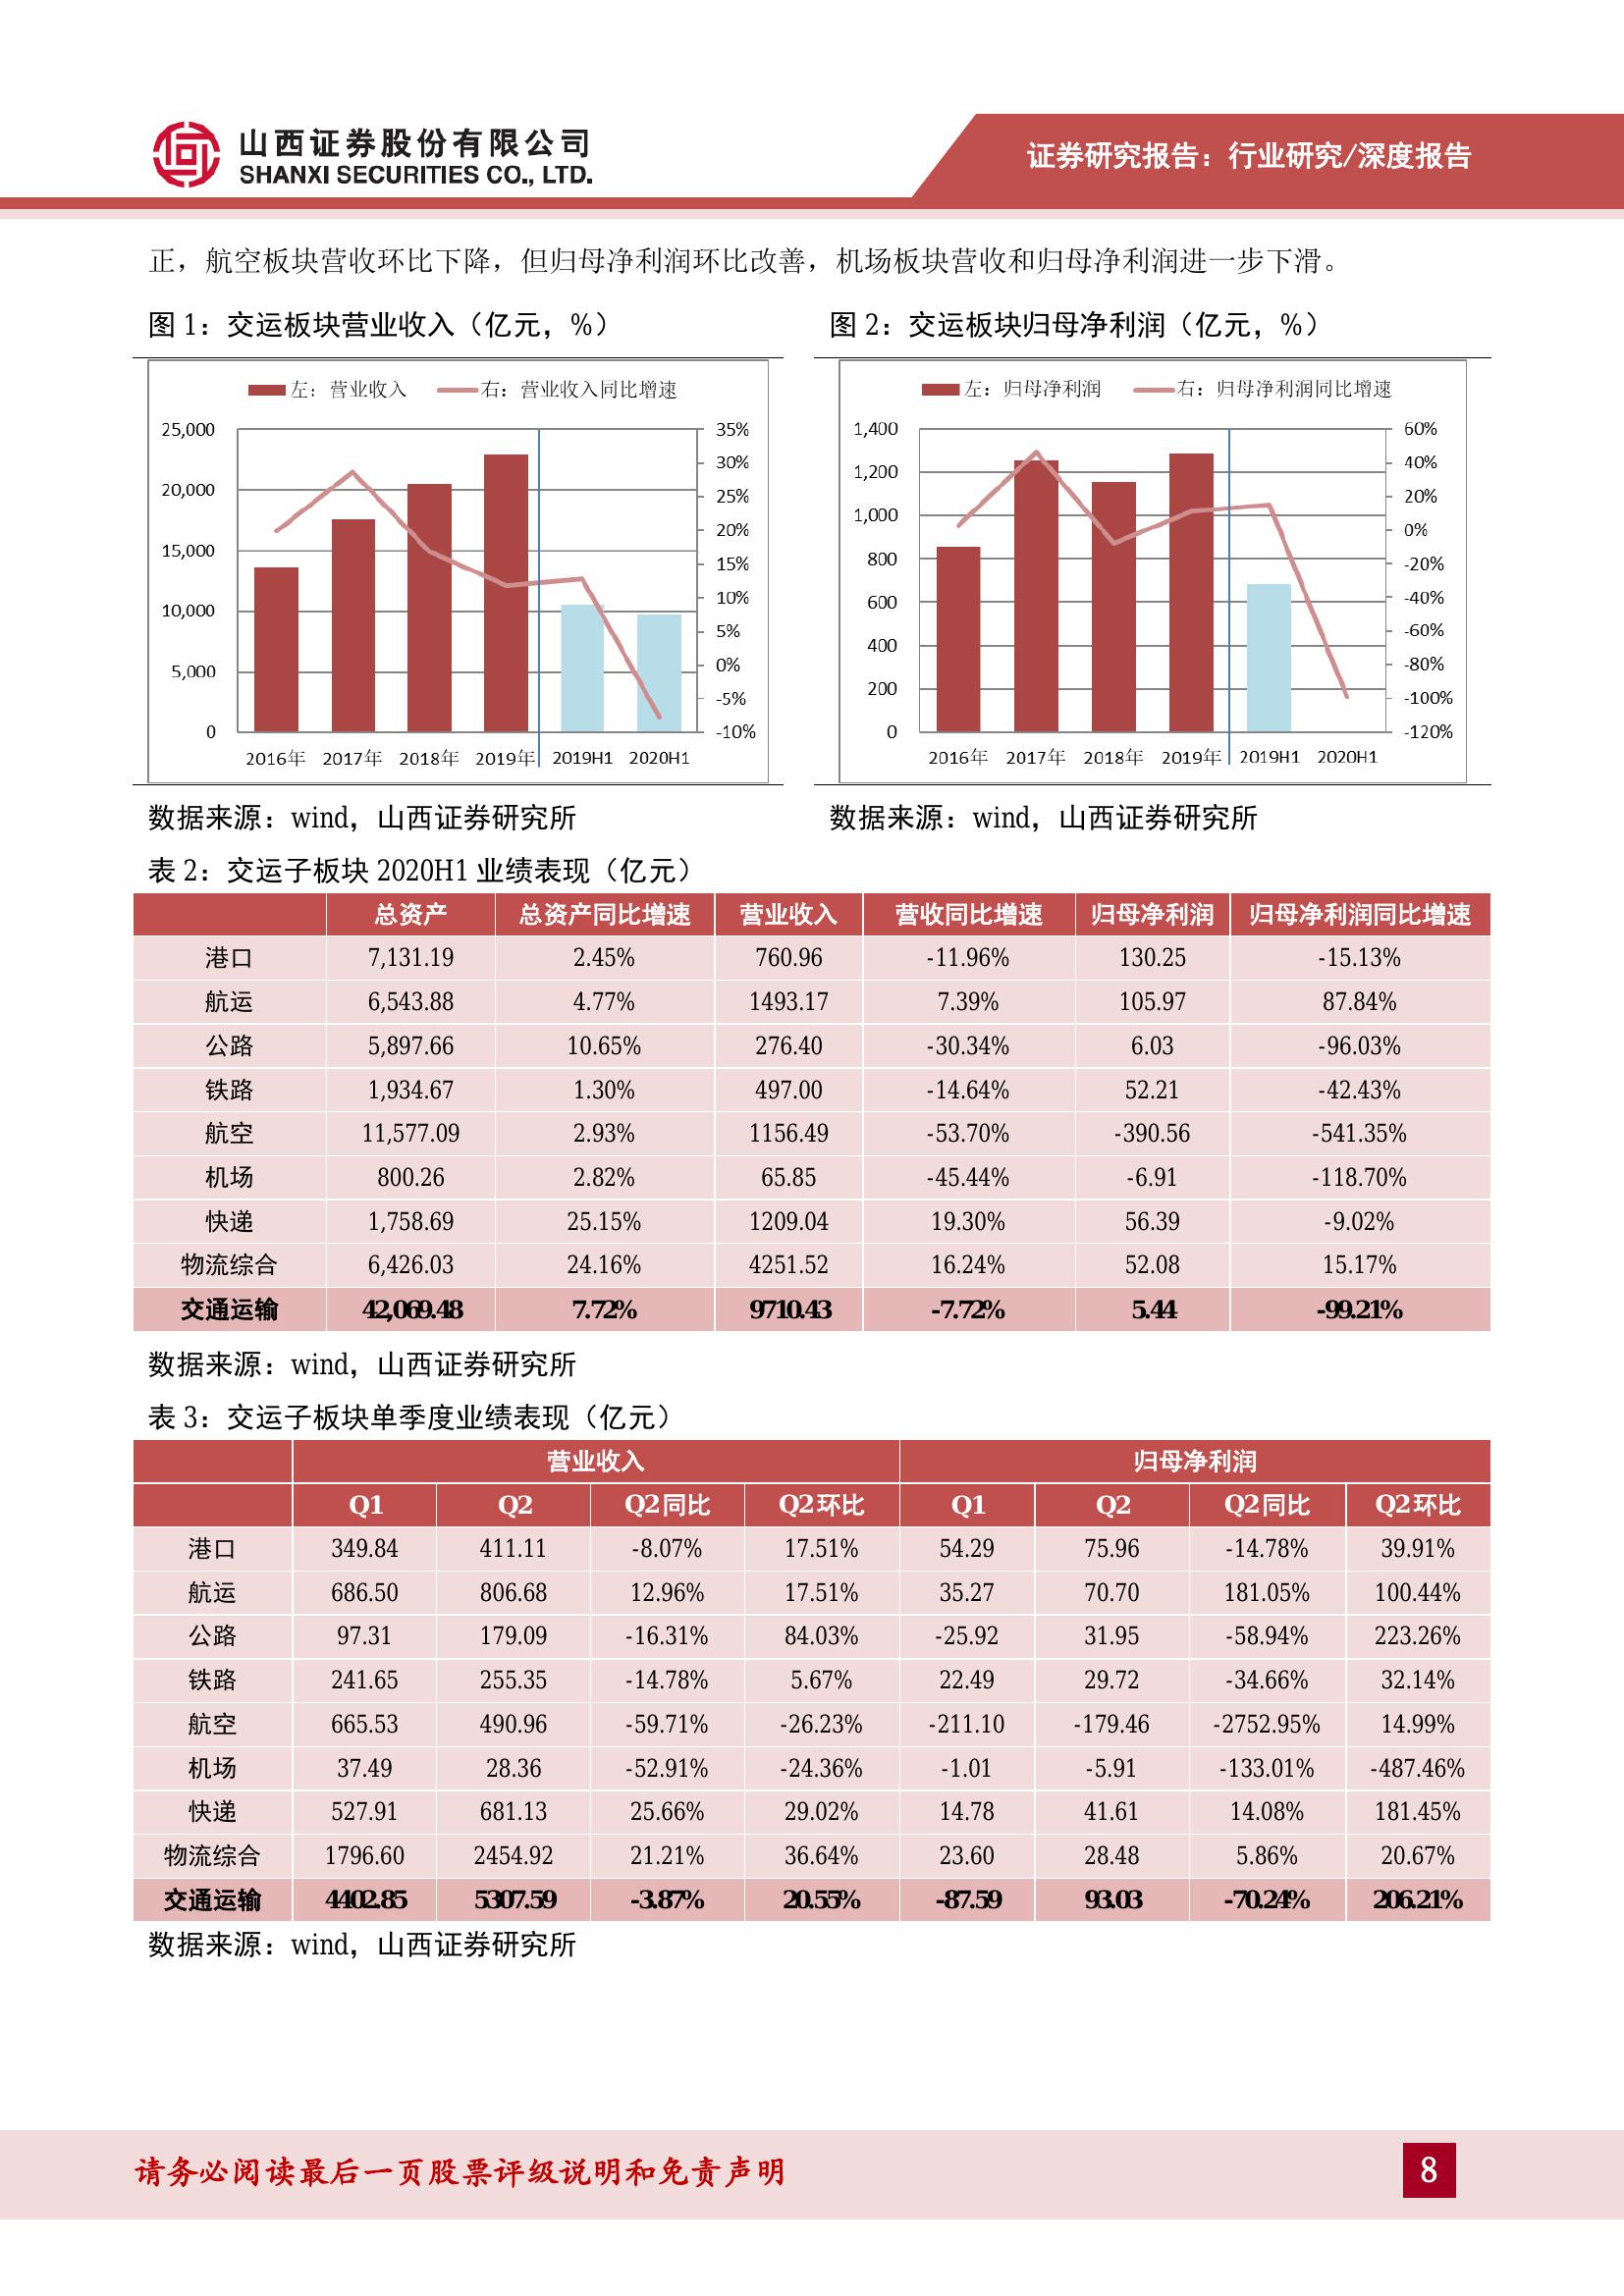 山西证券股份有限公司
SHANXI SECURITIES CO., LTD.
证券研究报告：行业研究/深度报告
正，航空板块营收环比下降，但归母净利润环比改善，机场板块营收和归母净利润进一步下滑。
图 1：交运板块营业收入（亿元，%）
左：营业收入 右：营业收入同比增速
25,000 35%
30%
20,000 25%
20%
15,000 15%
10,000 10%
5%
5,000 0%
-5%
0 -10%
2016年 2017年 2018年 2019年 2019H1 2020H1
数据来源：wind，山西证券研究所
图 2：交运板块归母净利润（亿元，%）
左：归母净利润 右：归母净利润同比增速
1,400 60%
1,200 40%
20%
1,000 0%
800 -20%
600 -40%
-60%
400 -80%
200 -100%
0 -120%
2016年 2017年 2018年 2019年 2019H1 2020H1
数据来源：wind，山西证券研究所
表 2：交运子板块 2020H1 业绩表现（亿元）
总资产 总资产同比增速 营业收入 营收同比增速 归母净利润 归母净利润同比增速
港口 7,131.19 2.45% 760.96 -11.96% 130.25 -15.13%
航运 6,543.88 4.77% 1493.17 7.39% 105.97 87.84%
公路 5,897.66 10.65% 276.40 -30.34% 6.03 -96.03%
铁路 1,934.67 1.30% 497.00 -14.64% 52.21 -42.43%
航空 11,577.09 2.93% 1156.49 -53.70% -390.56 -541.35%
机场 800.26 2.82% 65.85 -45.44% -6.91 -118.70%
快递 1,758.69 25.15% 1209.04 19.30% 56.39 -9.02%
物流综合 6,426.03 24.16% 4251.52 16.24% 52.08 15.17%
交通运输 42,069.48 7.72% 9710.43 -7.72% 5.44 -99.21%
数据来源：wind，山西证券研究所
表 3：交运子板块单季度业绩表现（亿元）
营业收入 归母净利润
Q1 Q2 Q2同比 Q2环比 Q1 Q2 Q2同比 Q2环比
港口 349.84 411.11 -8.07% 17.51% 54.29 75.96 -14.78% 39.91%
航运 686.50 806.68 12.96% 17.51% 35.27 70.70 181.05% 100.44%
公路 97.31 179.09 -16.31% 84.03% -25.92 31.95 -58.94% 223.26%
铁路 241.65 255.35 -14.78% 5.67% 22.49 29.72 -34.66% 32.14%
航空 665.53 490.96 -59.71% -26.23% -211.10 -179.46 -2752.95% 14.99%
机场 37.49 28.36 -52.91% -24.36% -1.01 -5.91 -133.01% -487.46%
快递 527.91 681.13 25.66% 29.02% 14.78 41.61 14.08% 181.45%
物流综合 1796.60 2454.92 21.21% 36.64% 23.60 28.48 5.86% 20.67%
交通运输 4402.85 5307.59 -3.87% 20.55% -87.59 93.03 -70.24% 206.21%
数据来源：wind，山西证券研究所
请务必阅读最后一页股票评级说明和免责声明
8